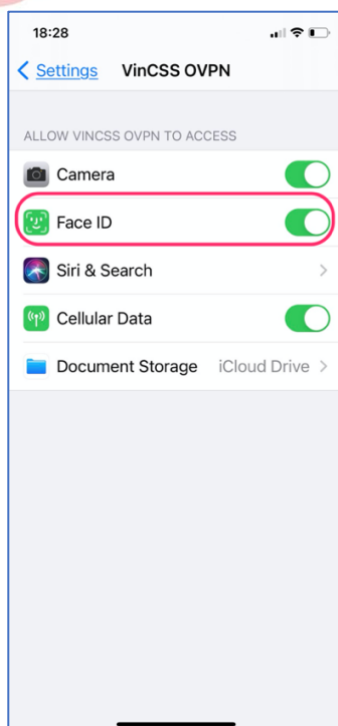 18:28
Settings VinCSS OVPN
ALLOW VINCSS OVPN TO ACCESS
Camera
Face ID
Siri & Search
Cellular Data
Document Storage iCloud Drive